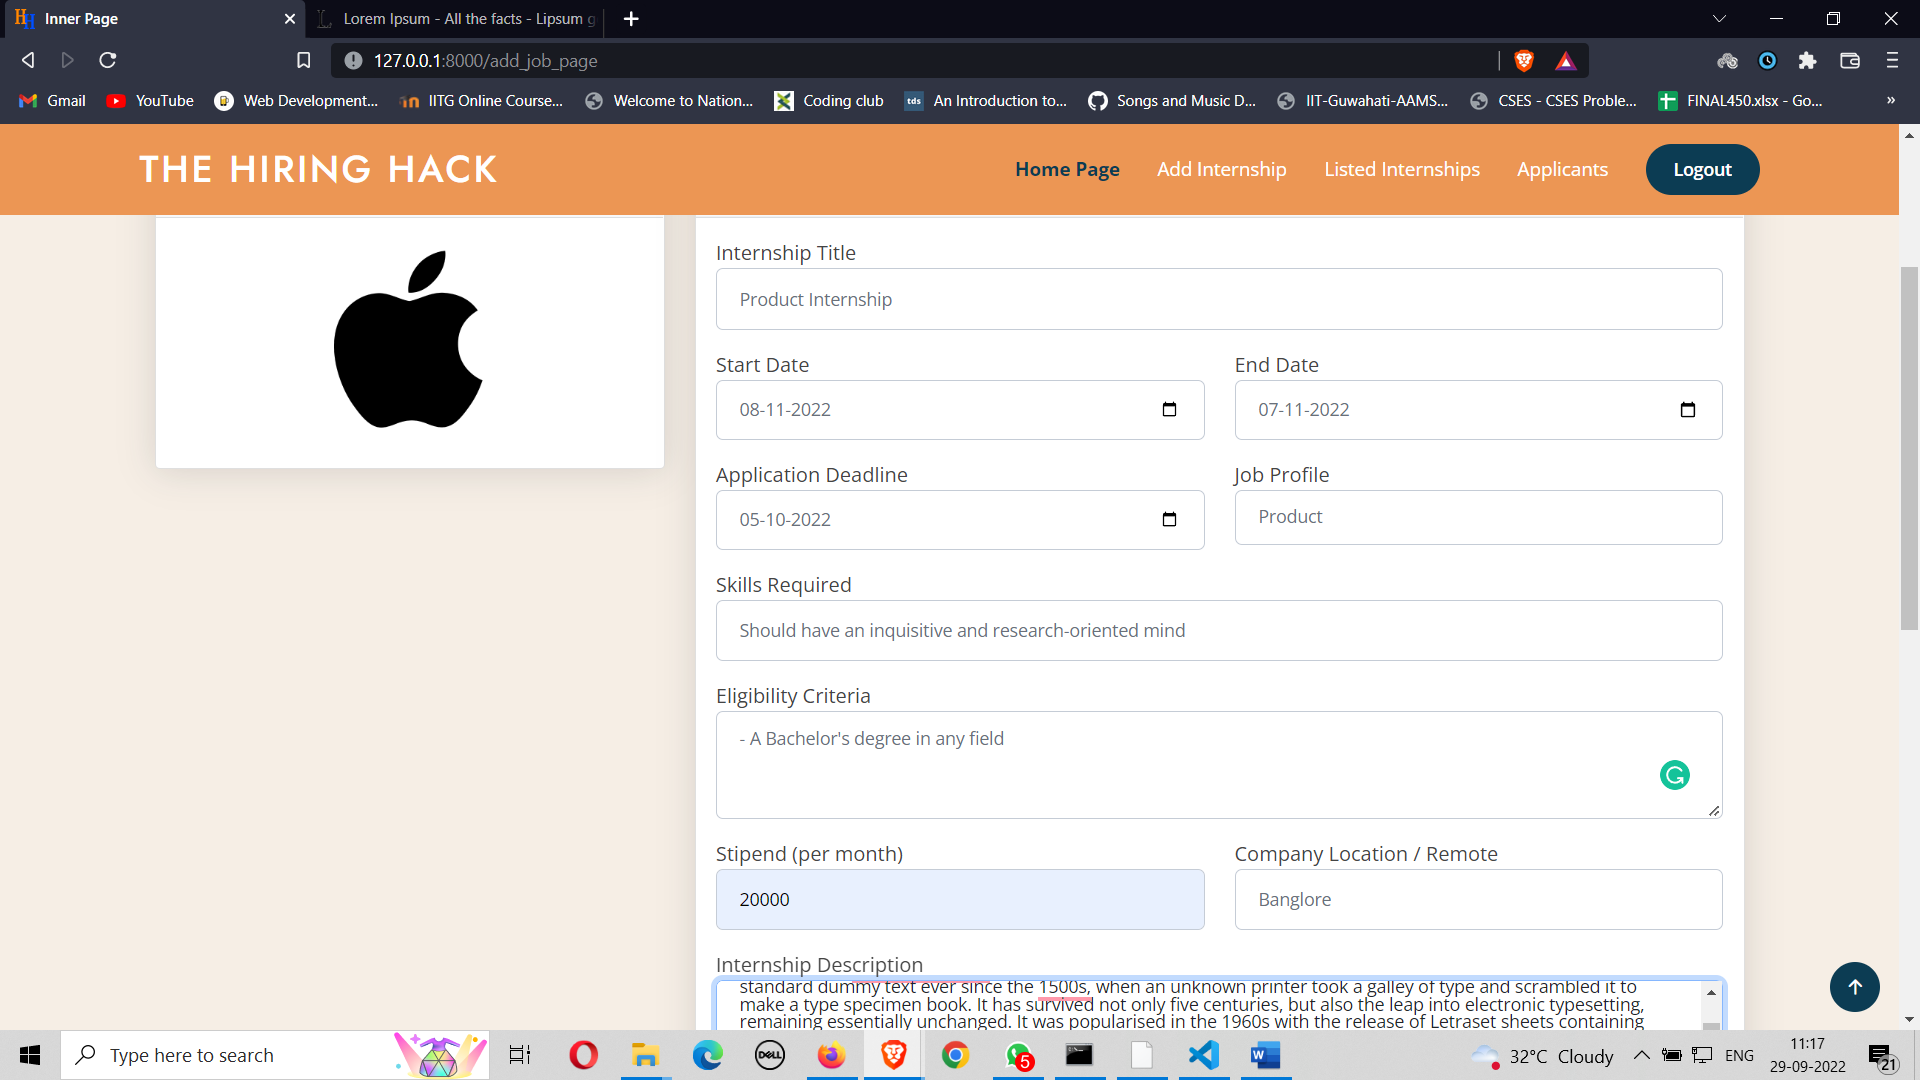 Inner Page
Lorem Ipsum - All the facts - Lipsum g
127.0.0.1:8000/add_job_page
Gmail
YouTube
Web Development...
IITG Online Course...
Welcome to Nation...
Coding club
tds
An Introduction to...
Songs and Music D...
IIT-Guwahati-AAMS...
CSES - CSES Proble...
FINAL450.xlsx - Go...
»
THE HIRING HACK
Home Page
Add Internship
Listed Internships
Applicants
Logout
Internship Title
Product Internship
Start Date
End Date
08-11-2022
07-11-2022
Application Deadline
Job Profile
05-10-2022
Product
Skills Required
Should have an inquisitive and research-oriented mind
Eligibility Criteria
- A Bachelor's degree in any field
Stipend (per month)
Company Location / Remote
20000
Banglore
Internship Description
standard dummy text ever since the 1500s, when an unknown printer took a galley of type and scrambled it to
make a type specimen book. It has survived not only five centuries, but also the leap into electronic typesetting,
remaining essentially unchanged. It was popularised in the 1960s with the release of Letraset sheets containing
Type here to search
DELL
5
32°C Cloudy
ENG
11:17
29-09-2022
21